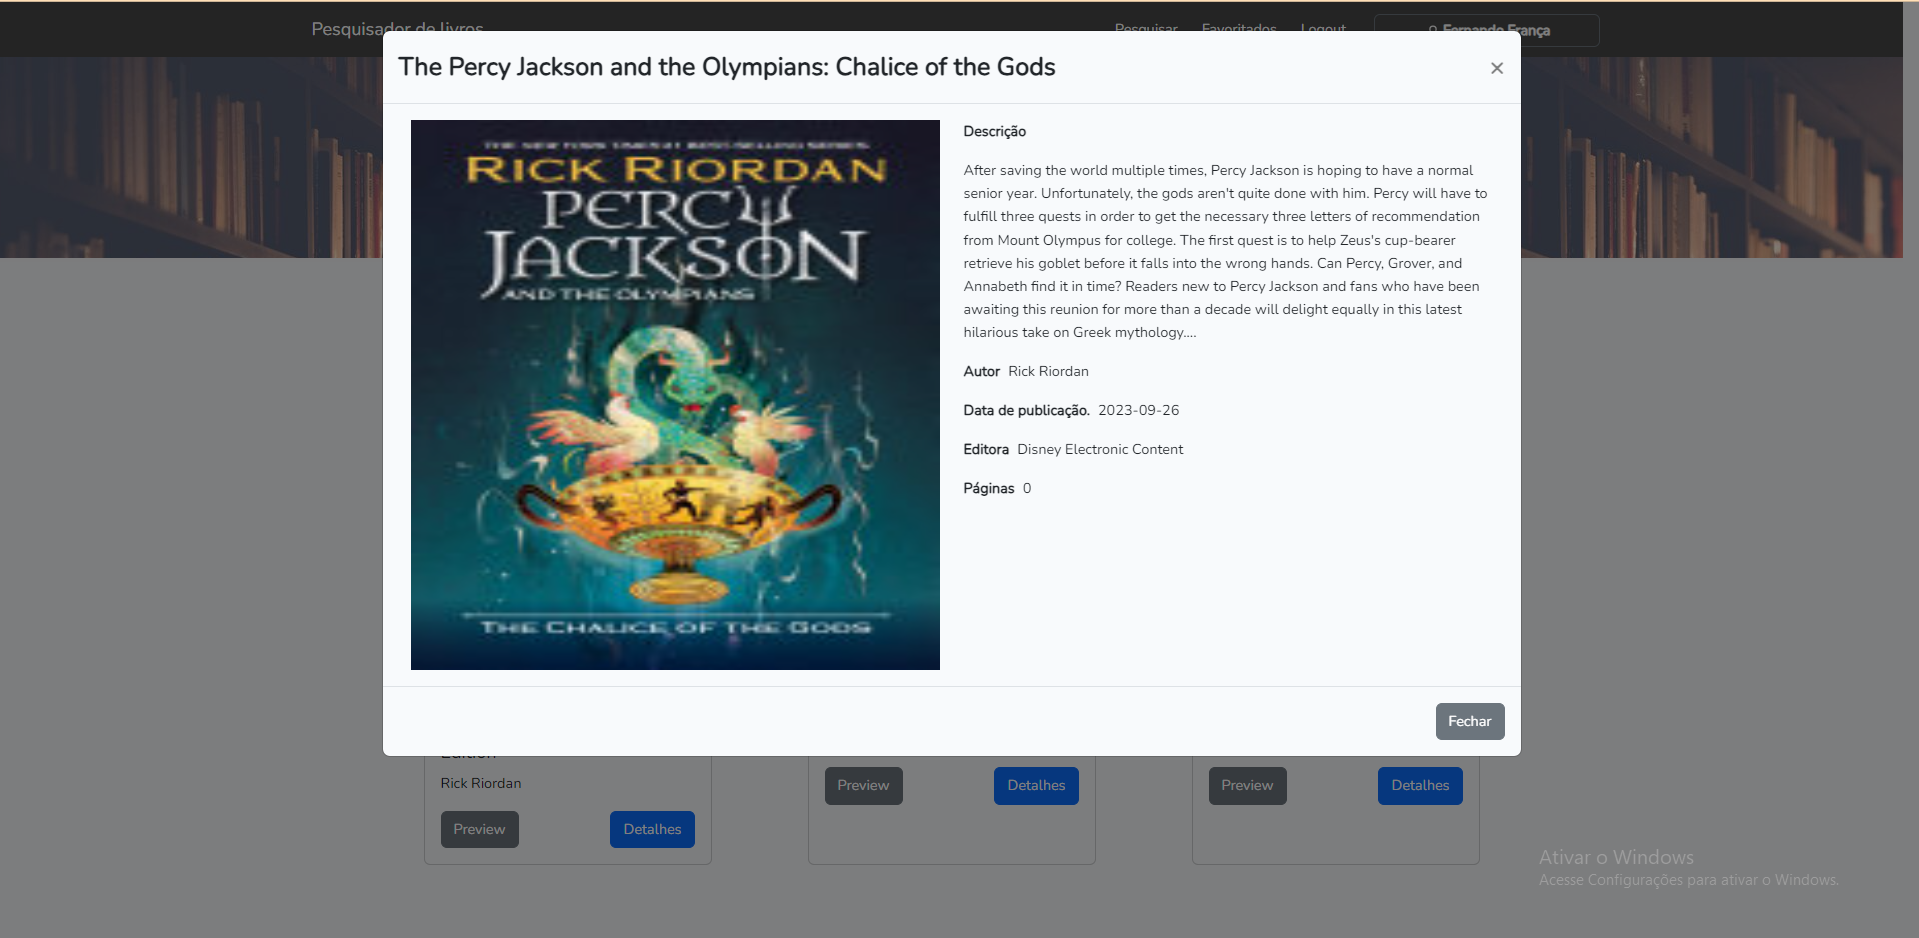 Pesquisador de livros
Pesquisar Favoritados Logout Fernando França
The Percy Jackson and the Olympians: Chalice of the Gods ×
THE NEW YORK TIMES #1 BEST-SELLING SERIES
RICK RIORDAN
PERCY
JACKSON
AND THE OLYMPIANS
THE CHALICE OF THE GODS
Descrição
After saving the world multiple times, Percy Jackson is hoping to have a normal
senior year. Unfortunately, the gods aren't quite done with him. Percy will have to
fulfill three quests in order to get the necessary three letters of recommendation
from Mount Olympus for college. The first quest is to help Zeus's cup-bearer
retrieve his goblet before it falls into the wrong hands. Can Percy, Grover, and
Annabeth find it in time? Readers new to Percy Jackson and fans who have been
awaiting this reunion for more than a decade will delight equally in this latest
hilarious take on Greek mythology....
Autor Rick Riordan
Data de publicação. 2023-09-26
Editora Disney Electronic Content
Páginas 0
Fechar
Edition
Rick Riordan
Preview Detalhes
Preview Detalhes
Preview Detalhes
Ativar o Windows
Acesse Configurações para ativar o Windows.